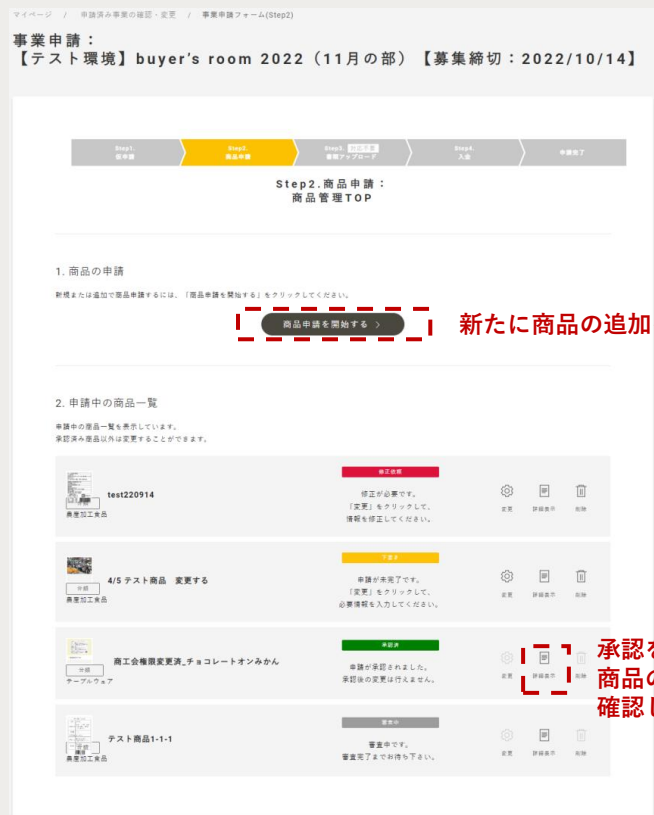 マイページ / 申請済み事業の確認・変更 / 事業申請フォーム(Step2)
事業申請：
【テスト環境】buyer's room 2022（11月の部）【募集締切：2022/10/14】
Step1.
仮申請
Step2.
商品申請
Step3. 対応不要
書類アップロード
Step4.
入金
申請完了
Step2.商品申請：
商品管理TOP
1. 商品の申請
新規または追加で商品申請するには、「商品申請を開始する」をクリックしてください。
商品申請を開始する 〉
新たに商品の追加
2. 申請中の商品一覧
申請中の商品一覧を表示しています。
承認済み商品以外は変更することができます。
test220914
農産加工食品
修正依頼
修正が必要です。
「変更」をクリックして、
情報を修正してください。
変更 詳細表示 削除
4/5 テスト商品 変更する
農産加工食品
下書き
申請が未完了です。
「変更」をクリックして、
必要情報を入力してください。
変更 詳細表示 削除
商工会権限変更済_チョコレートオンみかん
テーブルウェア
承認済
申請が承認されました。
承認後の変更は行えません。
変更 詳細表示 削除
承認を
商品の
確認し
テスト商品1-1-1
農産加工食品
審査中
審査中です。
審査完了までお待ち下さい。
変更 詳細表示 削除